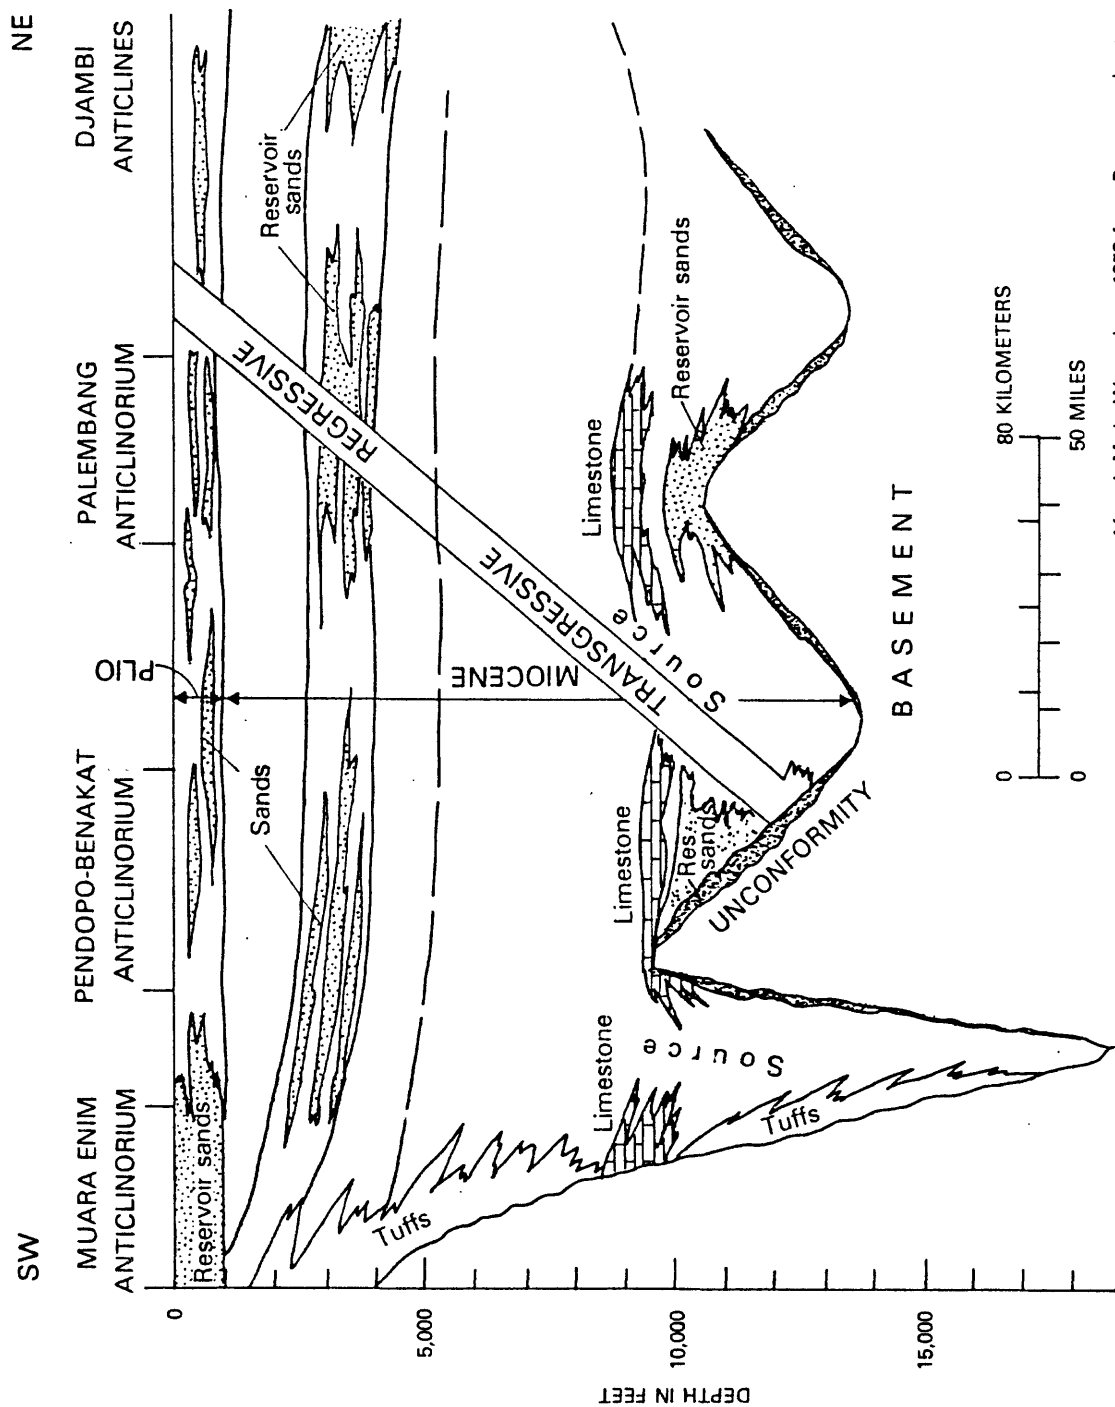 SW
NE
MUARA ENIM
ANTICLINORIUM
PENDOPO-BENAKAT
ANTICLINORIUM
PALEMBANG
ANTICLINORIUM
DJAMBI
ANTICLINES
0
5,000
10,000
15,000
DEPTH IN FEET
Reservoir sands
PLIO
Sands
Reservoir
sands
REGRESSIVE
TRANSGRESSIVE
MIOCENE
Tuffs
Limestone
Limestone
Limestone
Source
Source
Tuffs
Res.
sands
Reservoir sands
UNCONFORMITY
BASEMENT
0
80 KILOMETERS
0
50 MILES